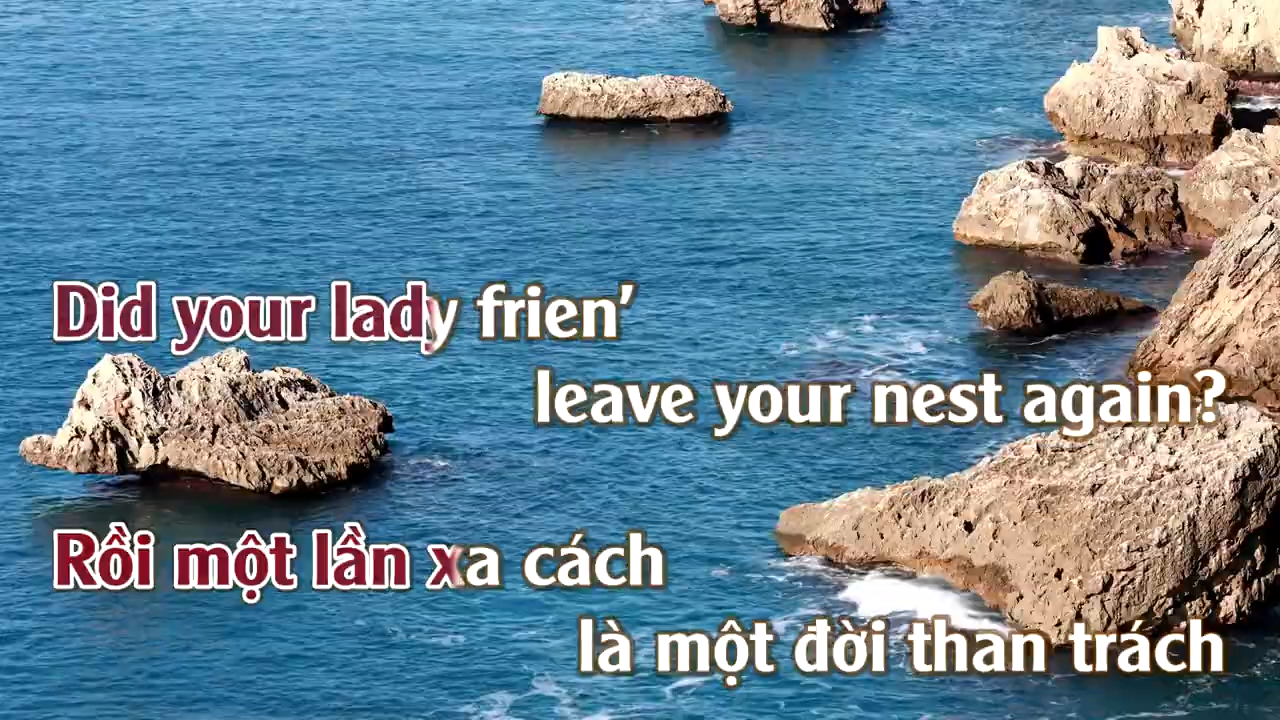 Did your lady frien’
leave your nest again?
Rồi một lần xa cách
là một đời than trách